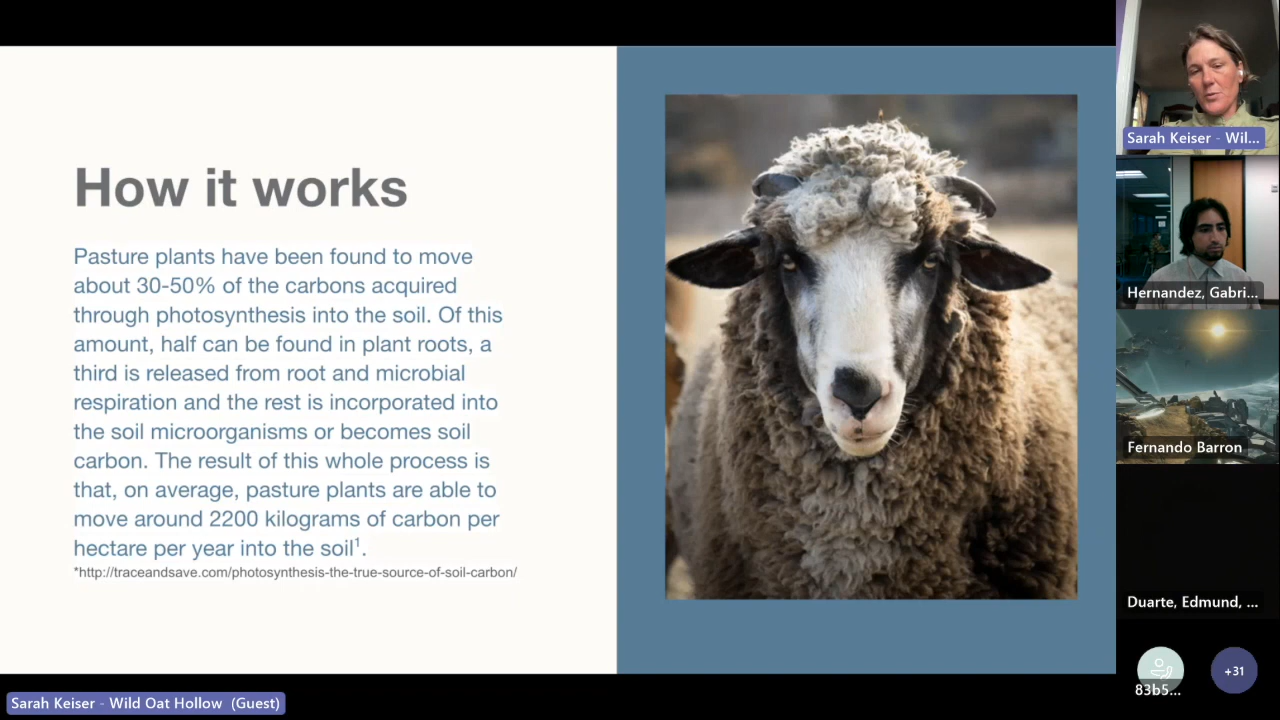 How it works
Pasture plants have been found to move
about 30-50% of the carbons acquired
through photosynthesis into the soil. Of this
amount, half can be found in plant roots, a
third is released from root and microbial
respiration and the rest is incorporated into
the soil microorganisms or becomes soil
carbon. The result of this whole process is
that, on average, pasture plants are able to
move around 2200 kilograms of carbon per
hectare per year into the soil¹.
*http://traceandsave.com/photosynthesis-the-true-source-of-soil-carbon/
Sarah Keiser - Wil...
Hernandez, Gabri...
Fernando Barron
Duarte, Edmund, ...
83b5...
+31
Sarah Keiser - Wild Oat Hollow (Guest)